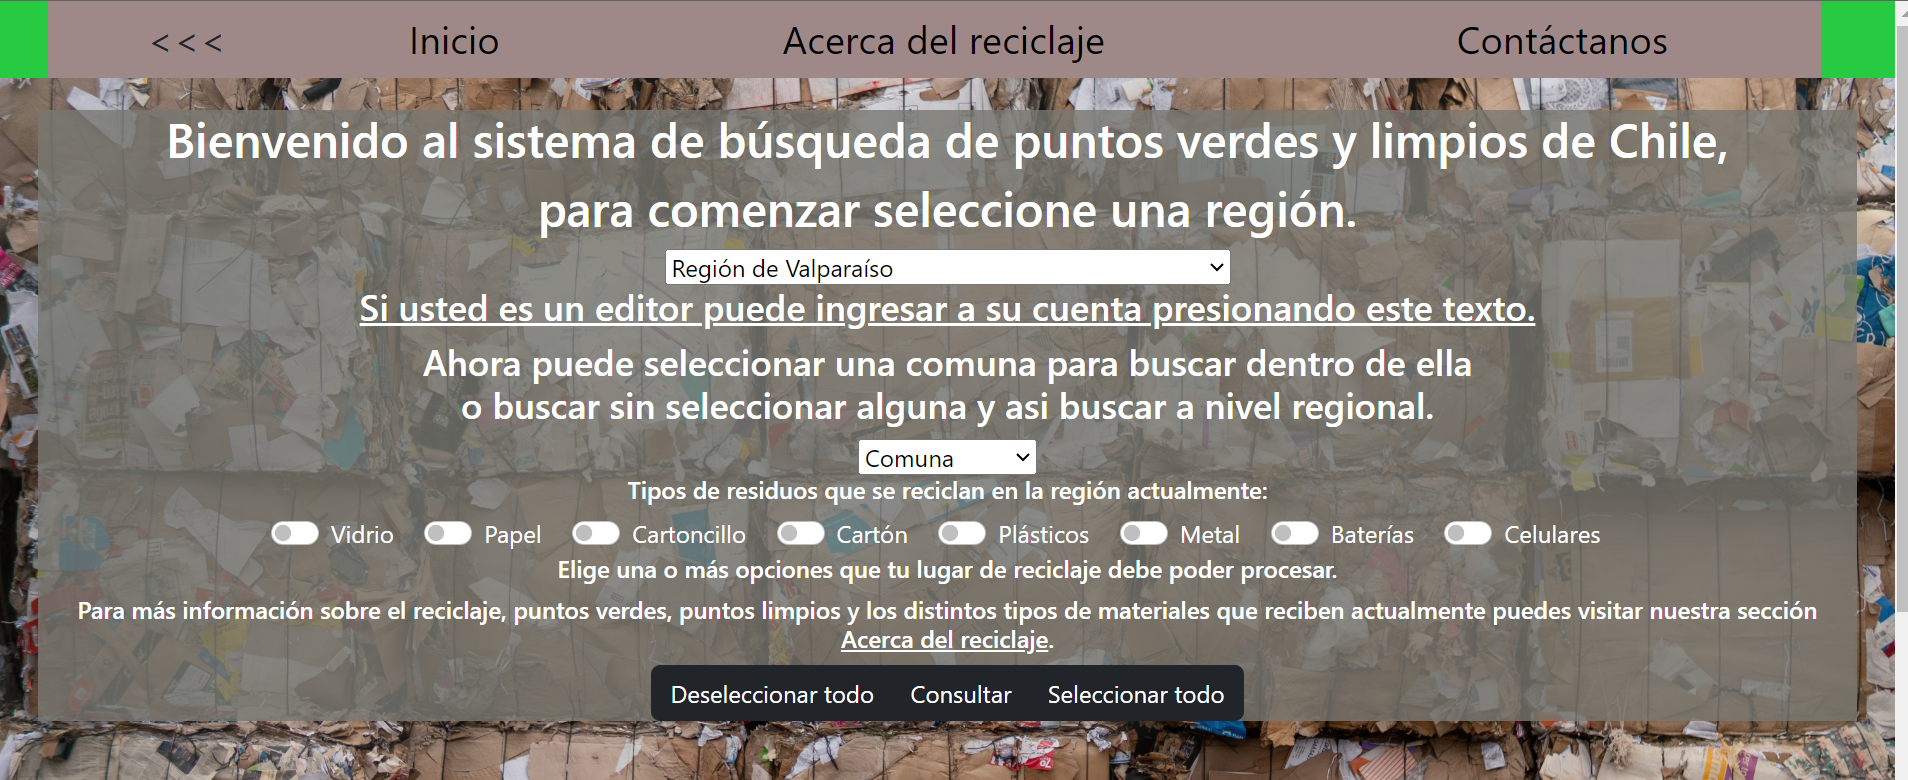 <<< Inicio Acerca del reciclaje Contáctanos
Bienvenido al sistema de búsqueda de puntos verdes y limpios de Chile,
para comenzar seleccione una región.
Región de Valparaíso
Si usted es un editor puede ingresar a su cuenta presionando este texto.
Ahora puede seleccionar una comuna para buscar dentro de ella
o buscar sin seleccionar alguna y asi buscar a nivel regional.
Comuna
Tipos de residuos que se reciclan en la región actualmente:
Vidrio Papel Cartoncillo Cartón Plásticos Metal Baterías Celulares
Elige una o más opciones que tu lugar de reciclaje debe poder procesar.
Para más información sobre el reciclaje, puntos verdes, puntos limpios y los distintos tipos de materiales que reciben actualmente puedes visitar nuestra sección
Acerca del reciclaje.
Deseleccionar todo Consultar Seleccionar todo